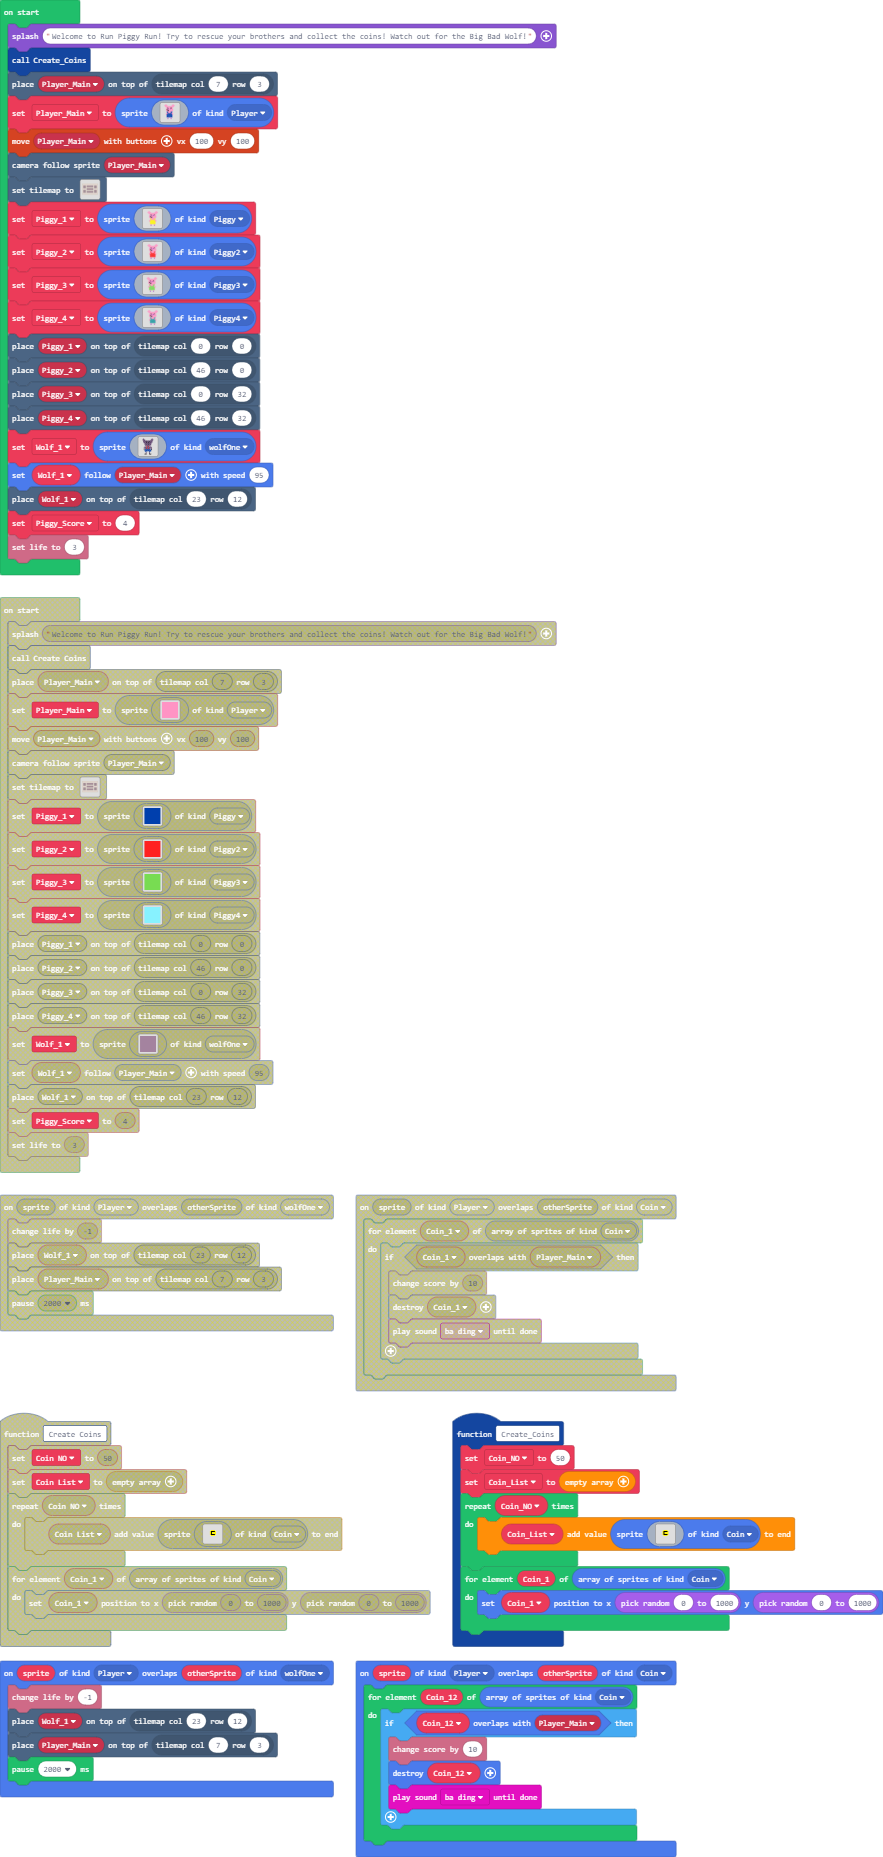 on start
splash "Welcome to Run Piggy Run! Try to rescue your brothers and collect the coins! Watch out for the Big Bad Wolf!"
call Create_Coins
place Player_Main on top of tilemap col 7 row 3
set Player_Main to sprite of kind Player
move Player_Main with buttons vx 100 vy 100
camera follow sprite Player_Main
set tilemap to
set Piggy_1 to sprite of kind Piggy
set Piggy_2 to sprite of kind Piggy2
set Piggy_3 to sprite of kind Piggy3
set Piggy_4 to sprite of kind Piggy4
place Piggy_1 on top of tilemap col 0 row 0
place Piggy_2 on top of tilemap col 46 row 0
place Piggy_3 on top of tilemap col 0 row 32
place Piggy_4 on top of tilemap col 46 row 32
set Wolf_1 to sprite of kind wolfOne
set Wolf_1 follow Player_Main with speed 95
place Wolf_1 on top of tilemap col 23 row 12
set Piggy_Score to 4
set life to 3
on start
splash "Welcome to Run Piggy Run! Try to rescue your brothers and collect the coins! Watch out for the Big Bad Wolf!"
call Create Coins
place Player_Main on top of tilemap col 7 row 3
set Player_Main to sprite of kind Player
move Player_Main with buttons vx 100 vy 100
camera follow sprite Player_Main
set tilemap to
set Piggy_1 to sprite of kind Piggy
set Piggy_2 to sprite of kind Piggy2
set Piggy_3 to sprite of kind Piggy3
set Piggy_4 to sprite of kind Piggy4
place Piggy_1 on top of tilemap col 0 row 0
place Piggy_2 on top of tilemap col 46 row 0
place Piggy_3 on top of tilemap col 0 row 32
place Piggy_4 on top of tilemap col 46 row 32
set Wolf_1 to sprite of kind wolfOne
set Wolf_1 follow Player_Main with speed 95
place Wolf_1 on top of tilemap col 23 row 12
set Piggy_Score to 4
set life to 3
on sprite of kind Player overlaps otherSprite of kind wolfOne
change life by -1
place Wolf_1 on top of tilemap col 23 row 12
place Player_Main on top of tilemap col 7 row 3
pause 2000 ms
on sprite of kind Player overlaps otherSprite of kind Coin
for element Coin_1 of array of sprites of kind Coin
do
if Coin_1 overlaps with Player_Main then
change score by 10
destroy Coin_1
play sound ba ding until done
function Create Coins
set Coin NO to 50
set Coin List to empty array
repeat Coin NO times
do
Coin List add value sprite of kind Coin to end
for element Coin_1 of array of sprites of kind Coin
do
set Coin_1 position to x pick random 0 to 1000 y pick random 0 to 1000
function Create_Coins
set Coin_NO to 50
set Coin_List to empty array
repeat Coin_NO times
do
Coin_List add value sprite of kind Coin to end
for element Coin_1 of array of sprites of kind Coin
do
set Coin_1 position to x pick random 0 to 1000 y pick random 0 to 1000
on sprite of kind Player overlaps otherSprite of kind wolfOne
change life by -1
place Wolf_1 on top of tilemap col 23 row 12
place Player_Main on top of tilemap col 7 row 3
pause 2000 ms
on sprite of kind Player overlaps otherSprite of kind Coin
for element Coin_12 of array of sprites of kind Coin
do
if Coin_12 overlaps with Player_Main then
change score by 10
destroy Coin_12
play sound ba ding until done